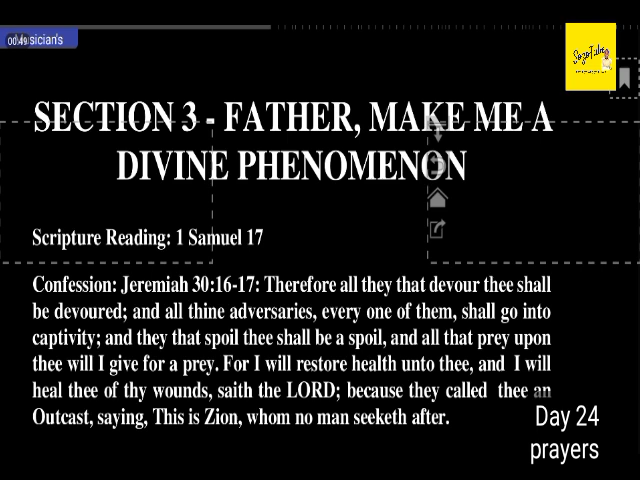 00:49
usician's
SozoTube
SECTION 3 - FATHER, MAKE ME A
DIVINE PHENOMENON
Scripture Reading: 1 Samuel 17
Confession: Jeremiah 30:16-17: Therefore all they that devour thee shall
be devoured; and all thine adversaries, every one of them, shall go into
captivity; and they that spoil thee shall be a spoil, and all that prey upon
thee will I give for a prey. For I will restore health unto thee, and I will
heal thee of thy wounds, saith the LORD; because they called thee an
Outcast, saying, This is Zion, whom no man seeketh after.
Day 24
prayers